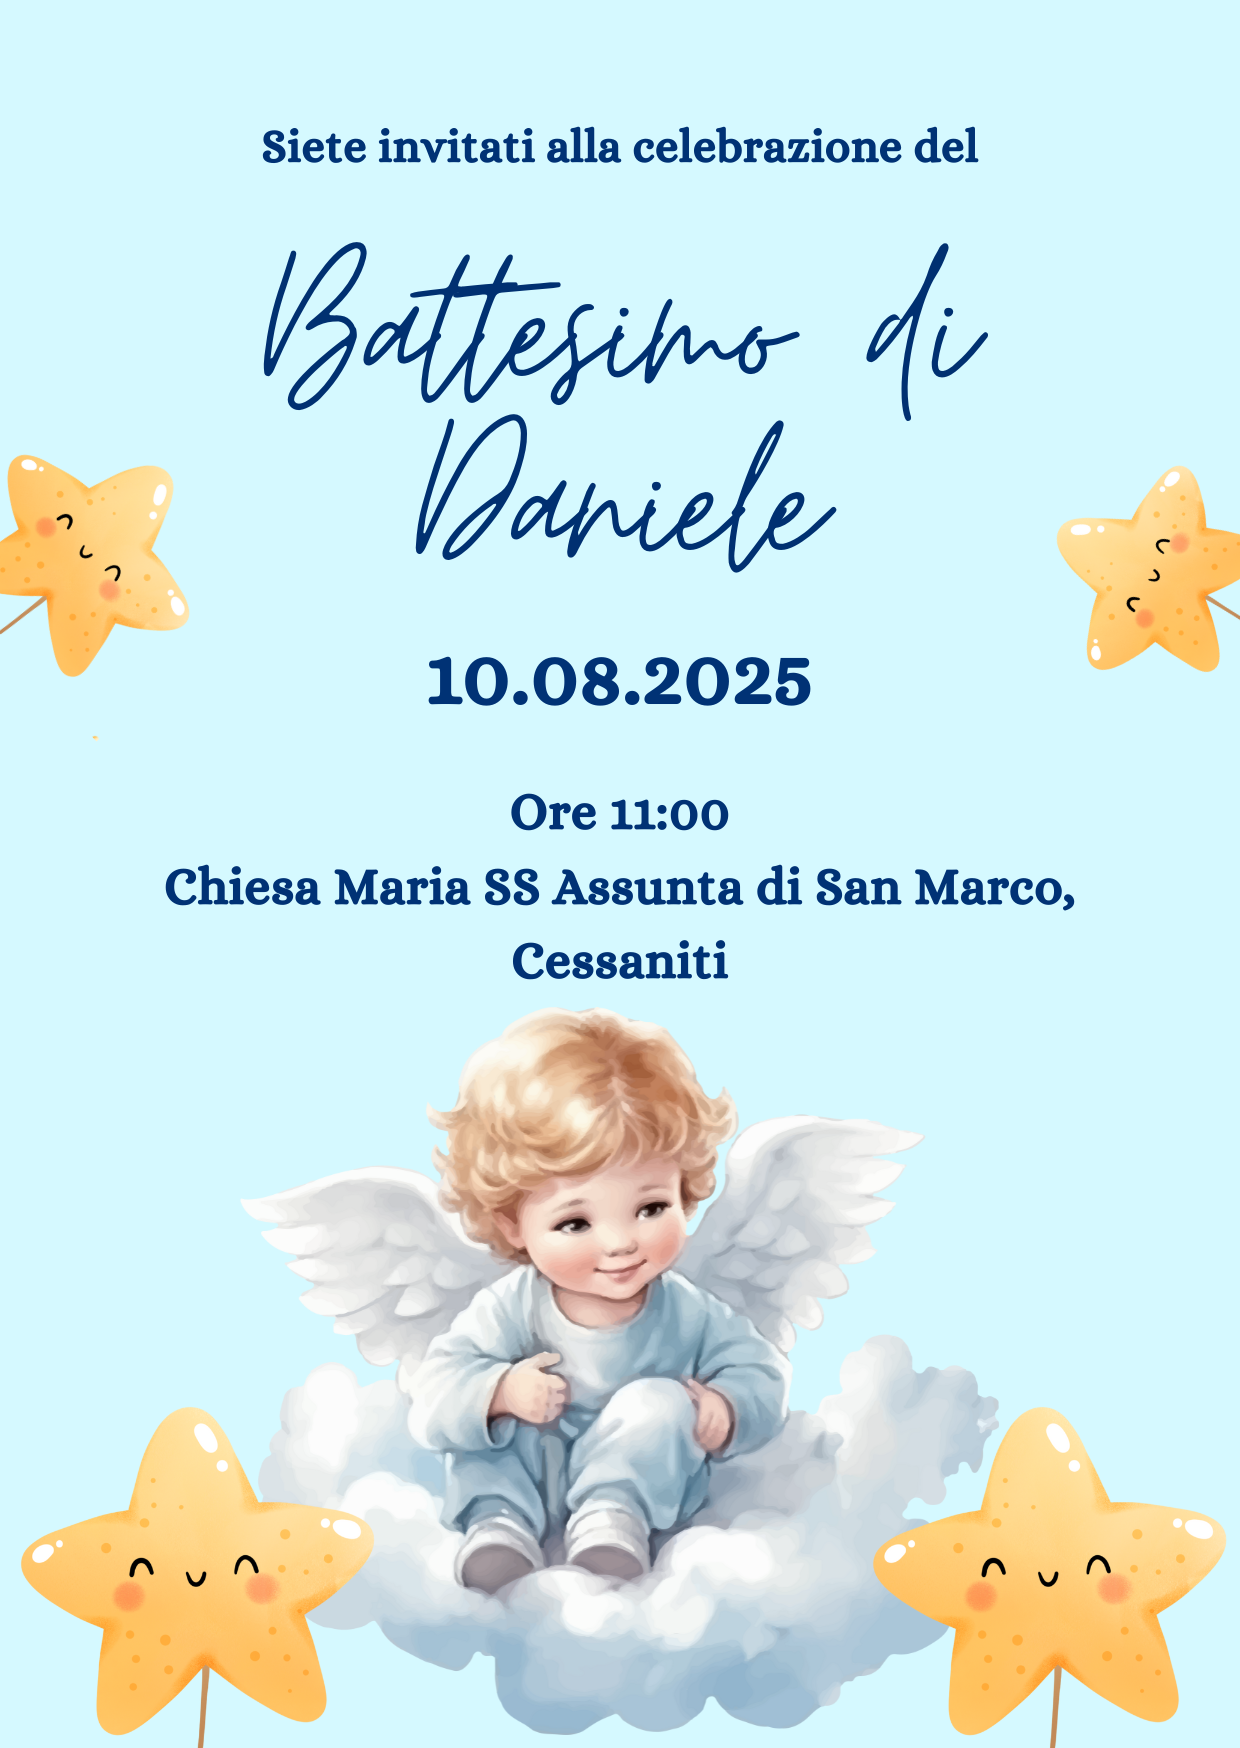 Siete invitati alla celebrazione del
Battesimo di
Daniele
10.08.2025
Ore 11:00
Chiesa Maria SS Assunta di San Marco,
Cessaniti